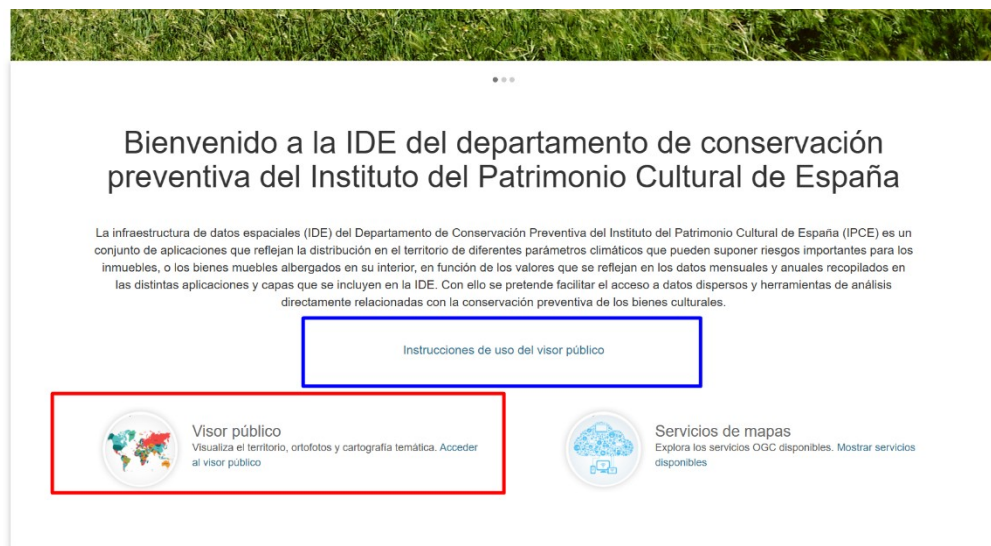 Bienvenido a la IDE del departamento de conservación
preventiva del Instituto del Patrimonio Cultural de España
La infraestructura de datos espaciales (IDE) del Departamento de Conservación Preventiva del Instituto del Patrimonio Cultural de España (IPCE) es un
conjunto de aplicaciones que reflejan la distribución en el territorio de diferentes parámetros climáticos que pueden suponer riesgos importantes para los
inmuebles, o los bienes muebles albergados en su interior, en función de los valores que se reflejan en los datos mensuales y anuales recopilados en
las distintas aplicaciones y capas que se incluyen en la IDE. Con ello se pretende facilitar el acceso a datos dispersos y herramientas de análisis
directamente relacionadas con la conservación preventiva de los bienes culturales.
Instrucciones de uso del visor público
Visor público
Visualiza el territorio, ortofotos y cartografía temática. Acceder
al visor público
Servicios de mapas
Explora los servicios OGC disponibles. Mostrar servicios
disponibles